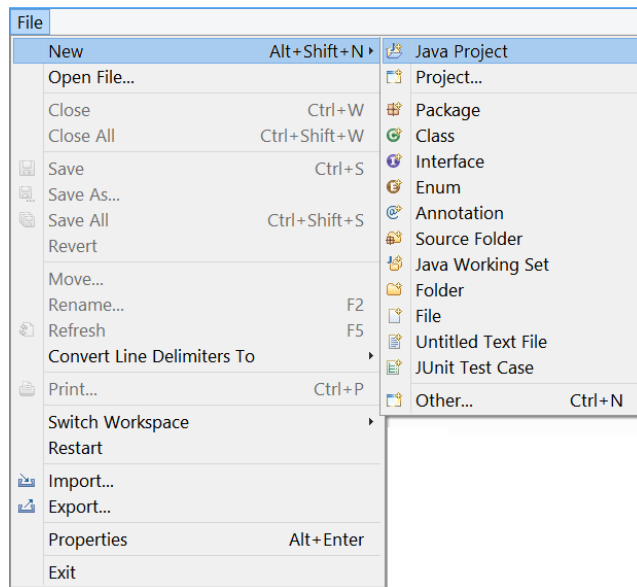 File
New Alt+Shift+N
Open File...
Close Ctrl+W
Close All Ctrl+Shift+W
Save Ctrl+S
Save As...
Save All Ctrl+Shift+S
Revert
Move...
Rename... F2
Refresh F5
Convert Line Delimiters To
Print... Ctrl+P
Switch Workspace
Restart
Import...
Export...
Properties Alt+Enter
Exit
Java Project
Project...
Package
Class
Interface
Enum
Annotation
Source Folder
Java Working Set
Folder
File
Untitled Text File
JUnit Test Case
Other... Ctrl+N